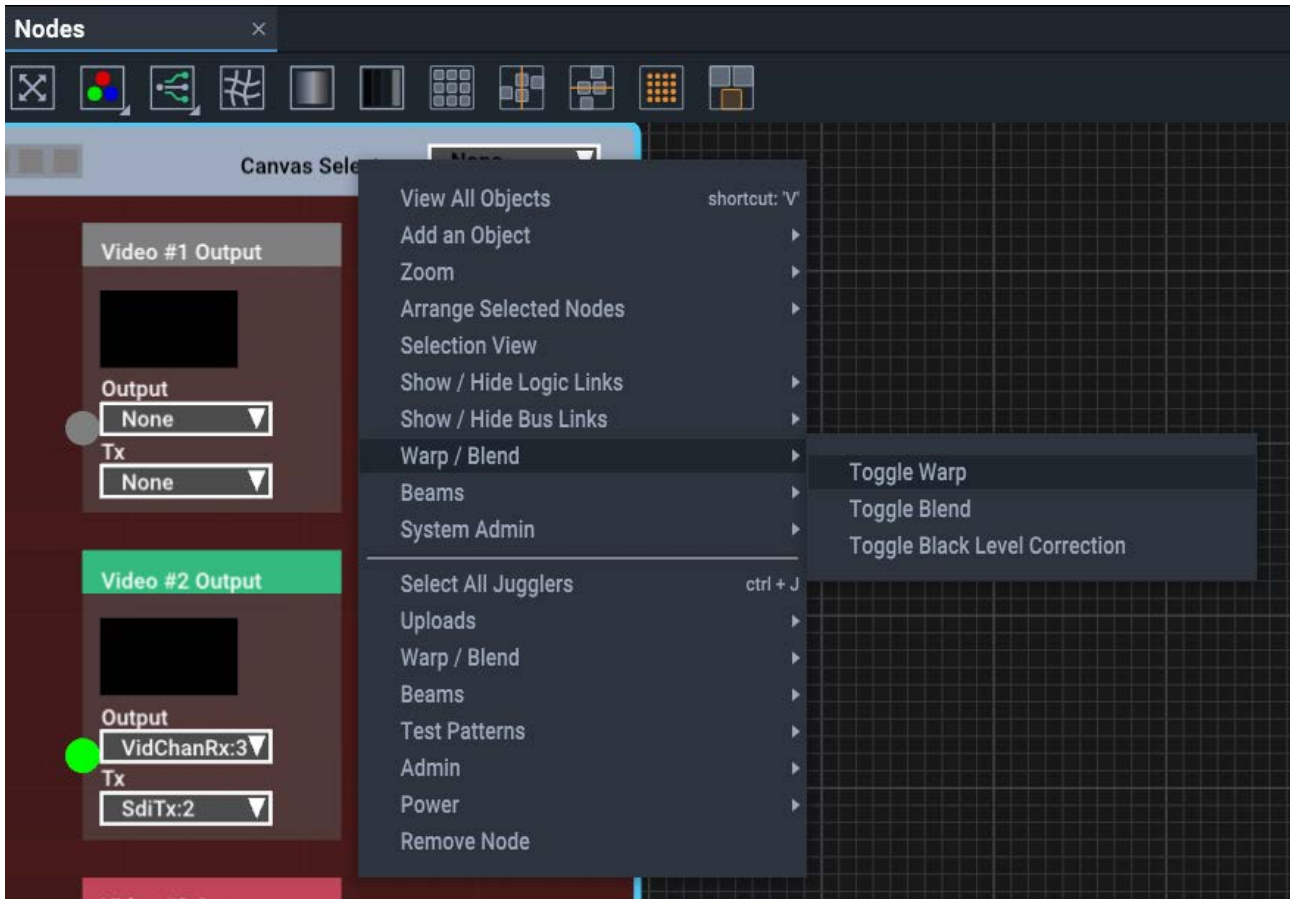 Nodes ×
Canvas Sele
View All Objects shortcut: 'V'
Add an Object
Zoom
Arrange Selected Nodes
Selection View
Show / Hide Logic Links
Show / Hide Bus Links
Warp / Blend
Beams
System Admin
Select All Jugglers ctrl + J
Uploads
Warp / Blend
Beams
Test Patterns
Admin
Power
Remove Node
Toggle Warp
Toggle Blend
Toggle Black Level Correction
Video #1 Output
Output
None
Tx
None
Video #2 Output
Output
VidChanRx:3
Tx
SdiTx:2